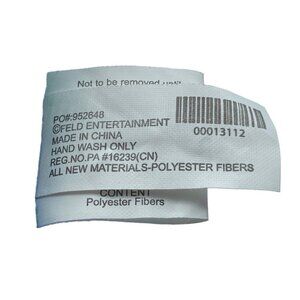 Not to be removed until
PO#:952648
©FELD ENTERTAINMENT
MADE IN CHINA
HAND WASH ONLY
REG.NO.PA #16239(CN)
ALL NEW MATERIALS-POLYESTER FIBERS
00013112
CONTENT
Polyester Fibers